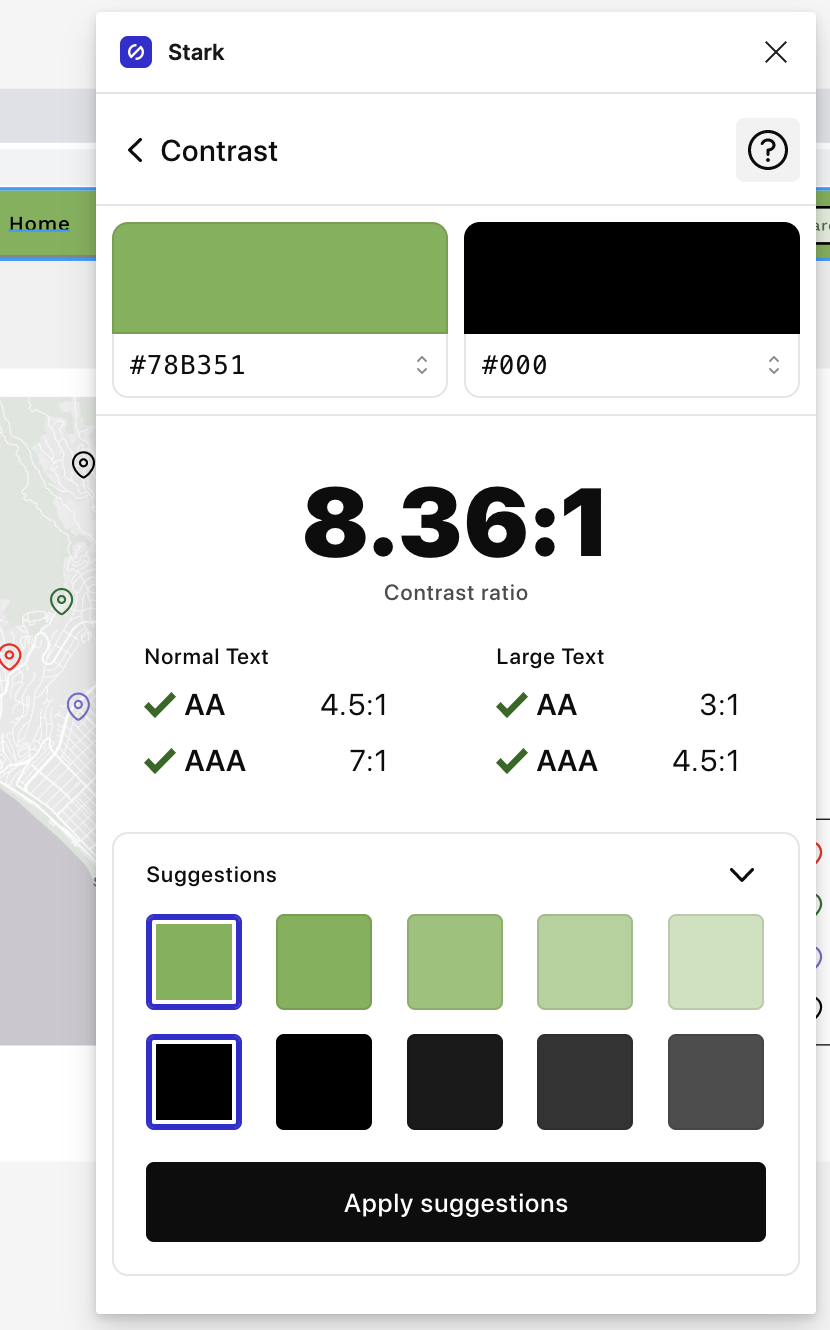 Stark
Contrast
Home
#78B351
#000
8.36:1
Contrast ratio
Normal Text
Large Text
AA 4.5:1
AA 3:1
AAA 7:1
AAA 4.5:1
Suggestions
Apply suggestions